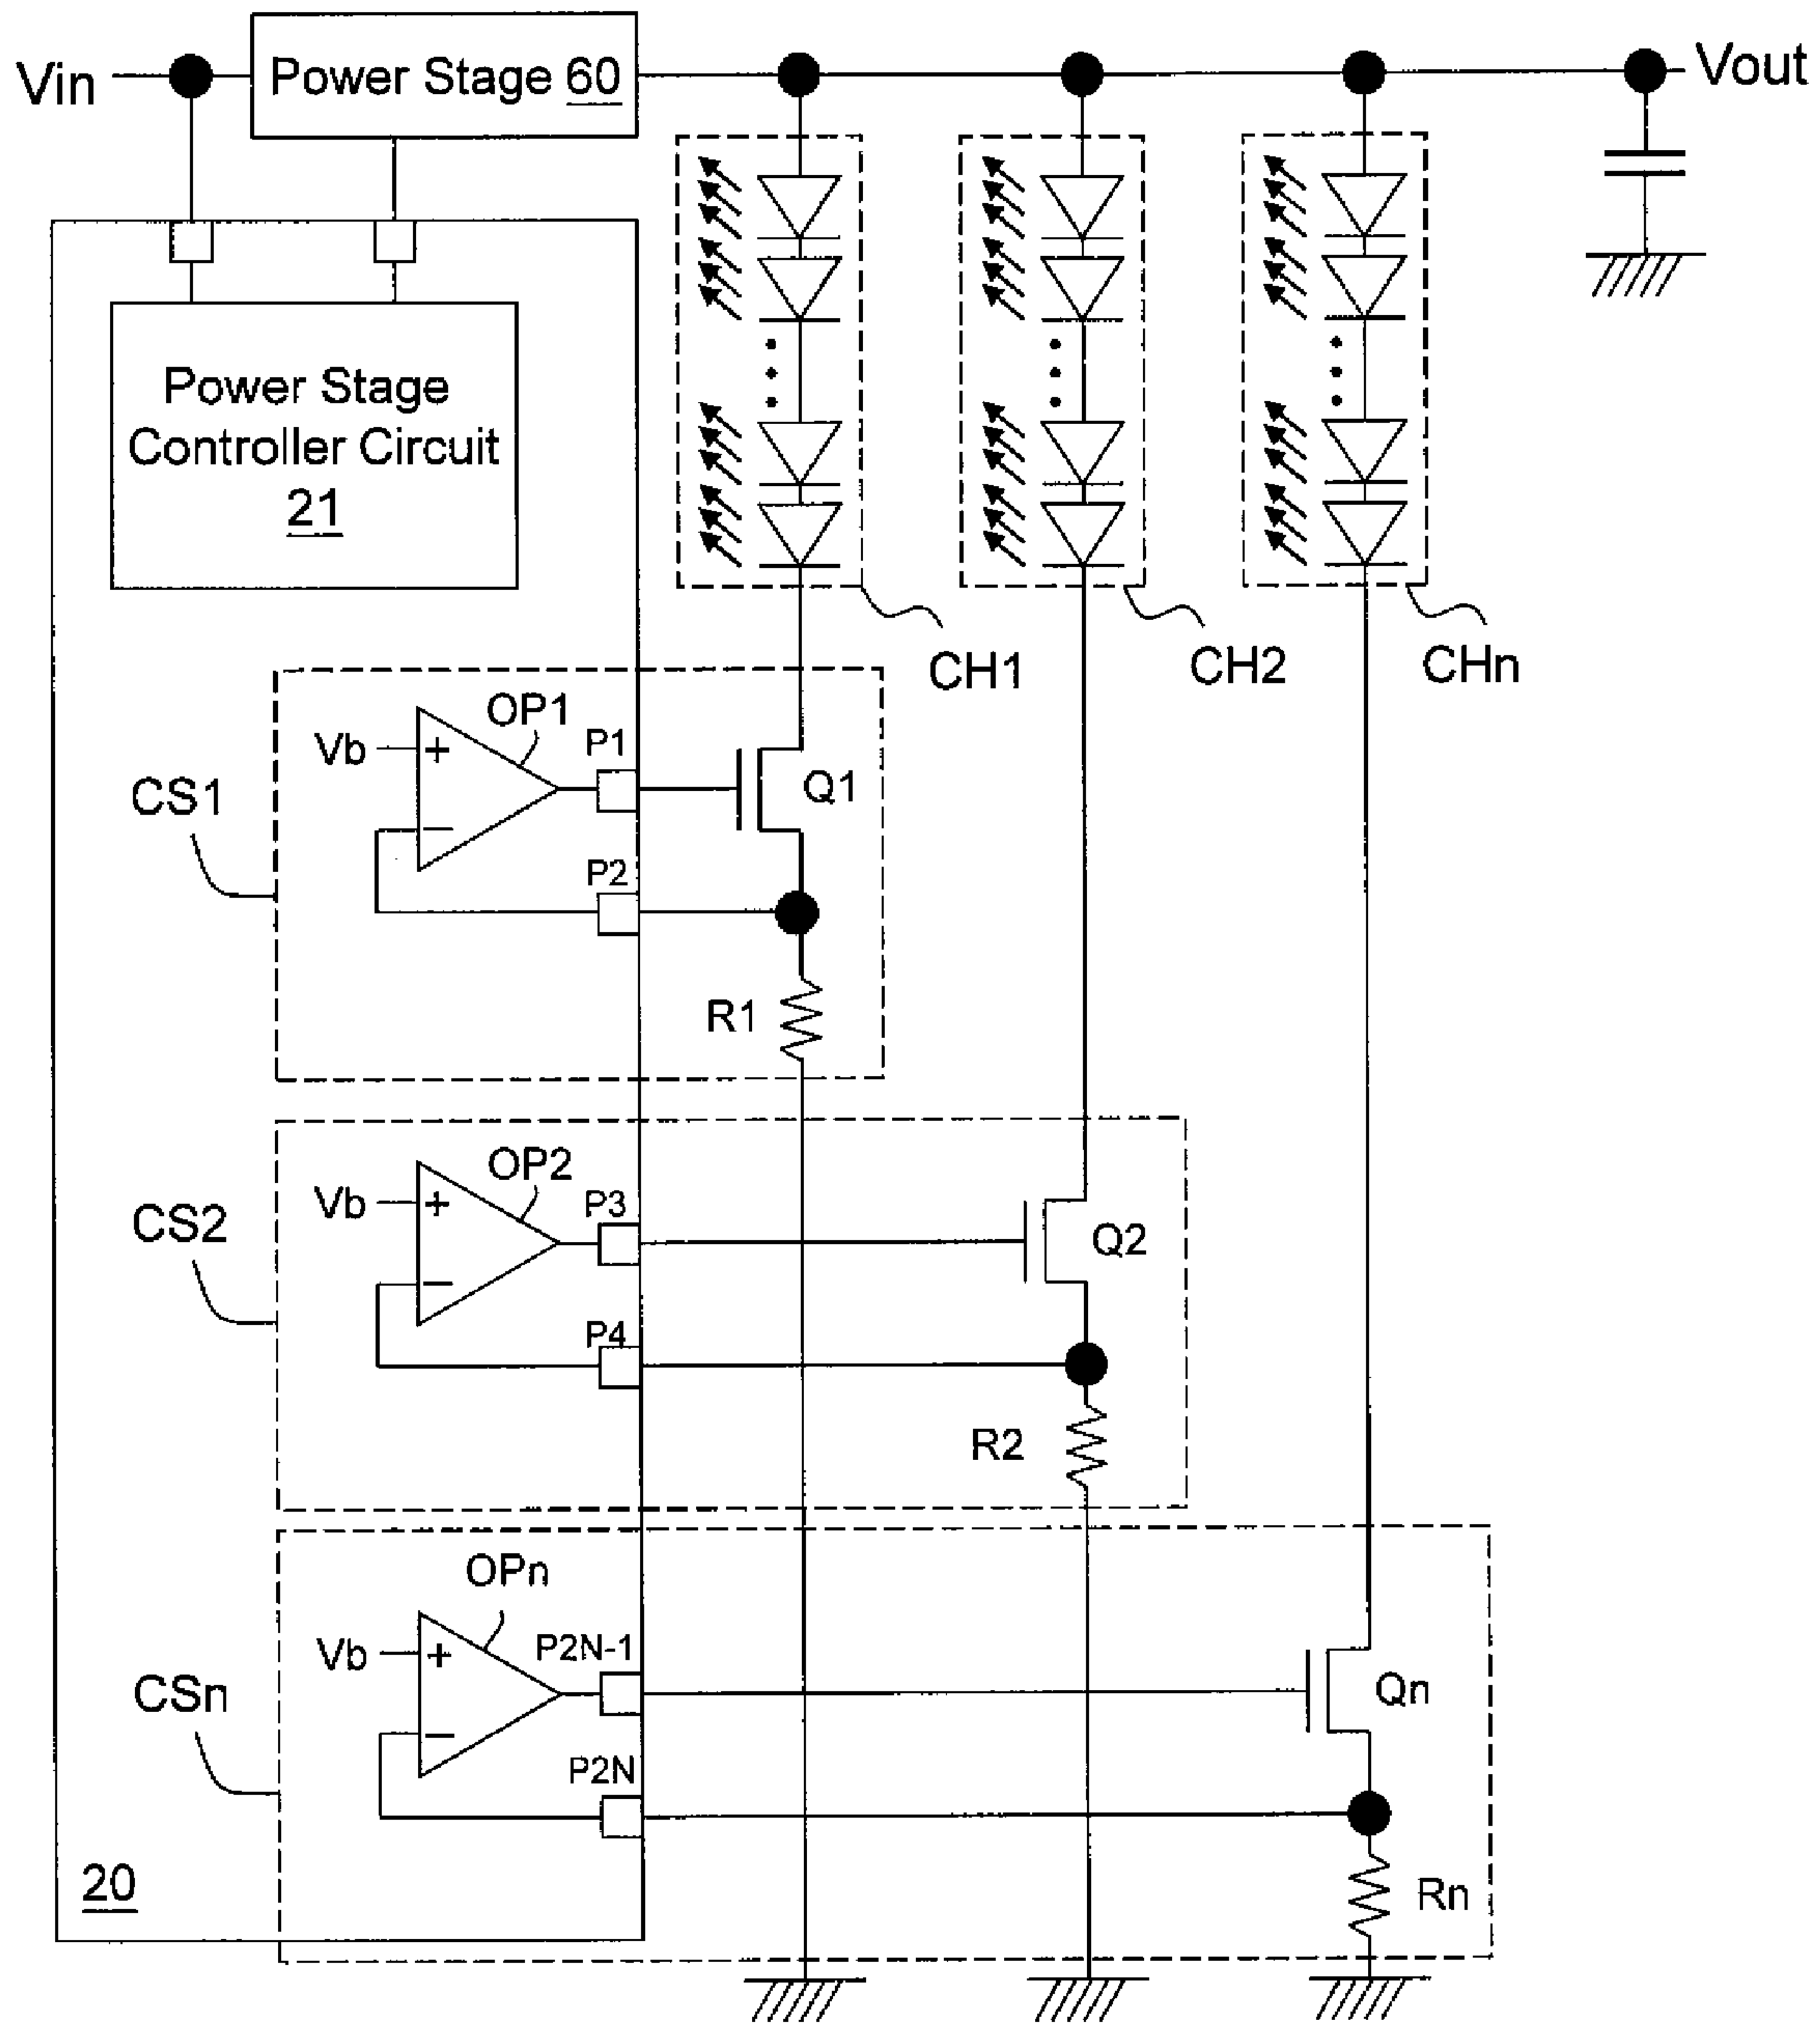 Vin
Power Stage 60
Vout
Power Stage
Controller Circuit
21
CH1
CH2
CHn
OP1
Vb
+
−
P1
P2
Q1
CS1
R1
OP2
Vb
+
−
P3
P4
Q2
CS2
R2
OPn
Vb
+
−
P2N-1
P2N
Qn
CSn
Rn
20